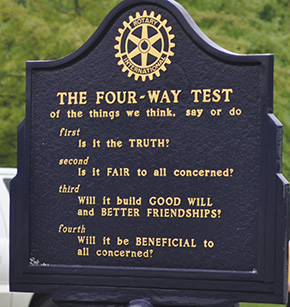 ROTARY
INTERNATIONAL
THE FOUR-WAY TEST
of the things we think, say or do
first
Is it the TRUTH?
second
Is it FAIR to all concerned?
third
Will it build GOOD WILL
and BETTER FRIENDSHIPS?
fourth
Will it be BENEFICIAL to
all concerned?